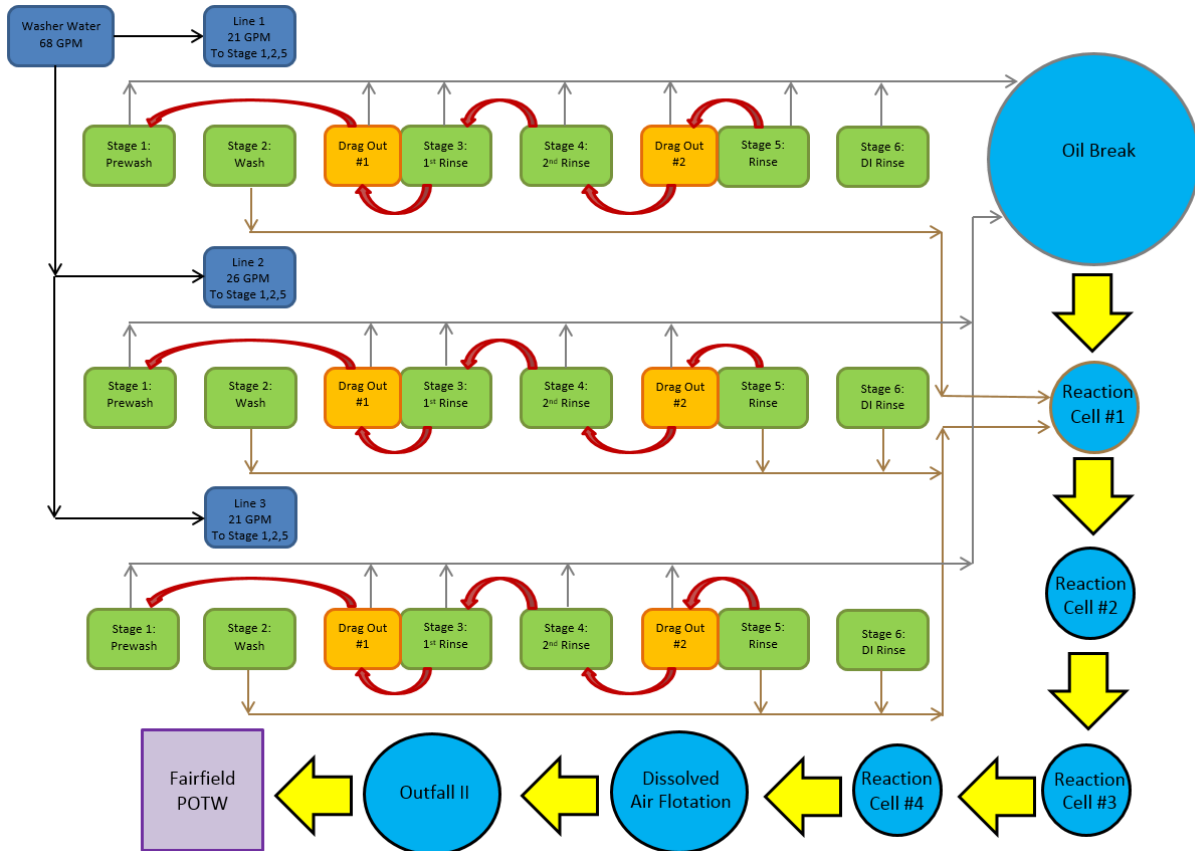 Washer Water
68 GPM
Line 1
21 GPM
To Stage 1,2,5
Oil Break
Stage 1:
Prewash
Stage 2:
Wash
Drag Out
#1
Stage 3:
1st Rinse
Stage 4:
2nd Rinse
Drag Out
#2
Stage 5:
Rinse
Stage 6:
DI Rinse
Line 2
26 GPM
To Stage 1,2,5
Stage 1:
Prewash
Stage 2:
Wash
Drag Out
#1
Stage 3:
1st Rinse
Stage 4:
2nd Rinse
Drag Out
#2
Stage 5:
Rinse
Stage 6:
DI Rinse
Reaction
Cell #1
Line 3
21 GPM
To Stage 1,2,5
Reaction
Cell #2
Stage 1:
Prewash
Stage 2:
Wash
Drag Out
#1
Stage 3:
1st Rinse
Stage 4:
2nd Rinse
Drag Out
#2
Stage 5:
Rinse
Stage 6:
DI Rinse
Fairfield
POTW
Outfall II
Dissolved
Air Flotation
Reaction
Cell #4
Reaction
Cell #3